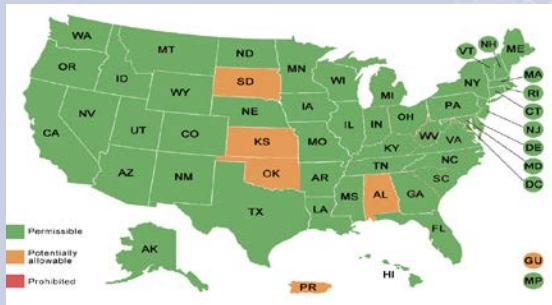 WA
MT
ND
MN
VT
NH
ME
OR
ID
SD
WI
MI
NY
MA
RI
WY
IA
PA
CT
NV
NE
IL
IN
OH
NJ
CA
UT
CO
KS
MO
KY
WV
VA
DE
MD
DC
AZ
NM
OK
AR
TN
NC
SC
TX
LA
MS
AL
GA
FL
AK
HI
PR
GU
MP
Permissible
Potentially
allowable
Prohibited